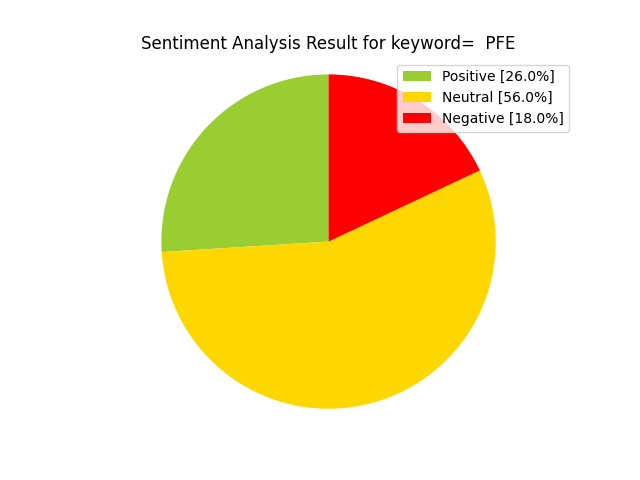 Sentiment Analysis Result for keyword=  PFE
Positive [26.0%]
Neutral [56.0%]
Negative [18.0%]